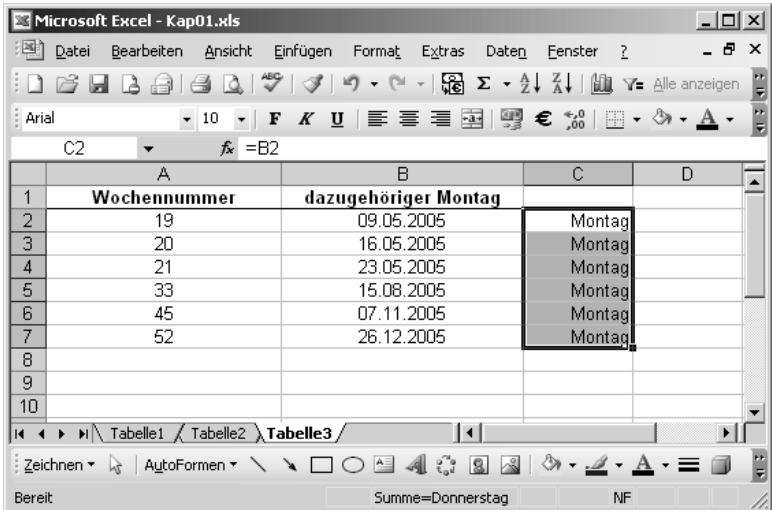 Microsoft Excel - Kap01.xls
Datei Bearbeiten Ansicht Einfügen Format Extras Daten Fenster ?
Σ A Z Z A Alle anzeigen
Arial 10 F K U € ,00 A
C2 fx =B2
A B C D
1 Wochennummer dazugehöriger Montag
2 19 09.05.2005 Montag
3 20 16.05.2005 Montag
4 21 23.05.2005 Montag
5 33 15.08.2005 Montag
6 45 07.11.2005 Montag
7 52 26.12.2005 Montag
8
9
10
Tabelle1 Tabelle2 Tabelle3
Zeichnen AutoFormen A A
Bereit Summe=Donnerstag NF